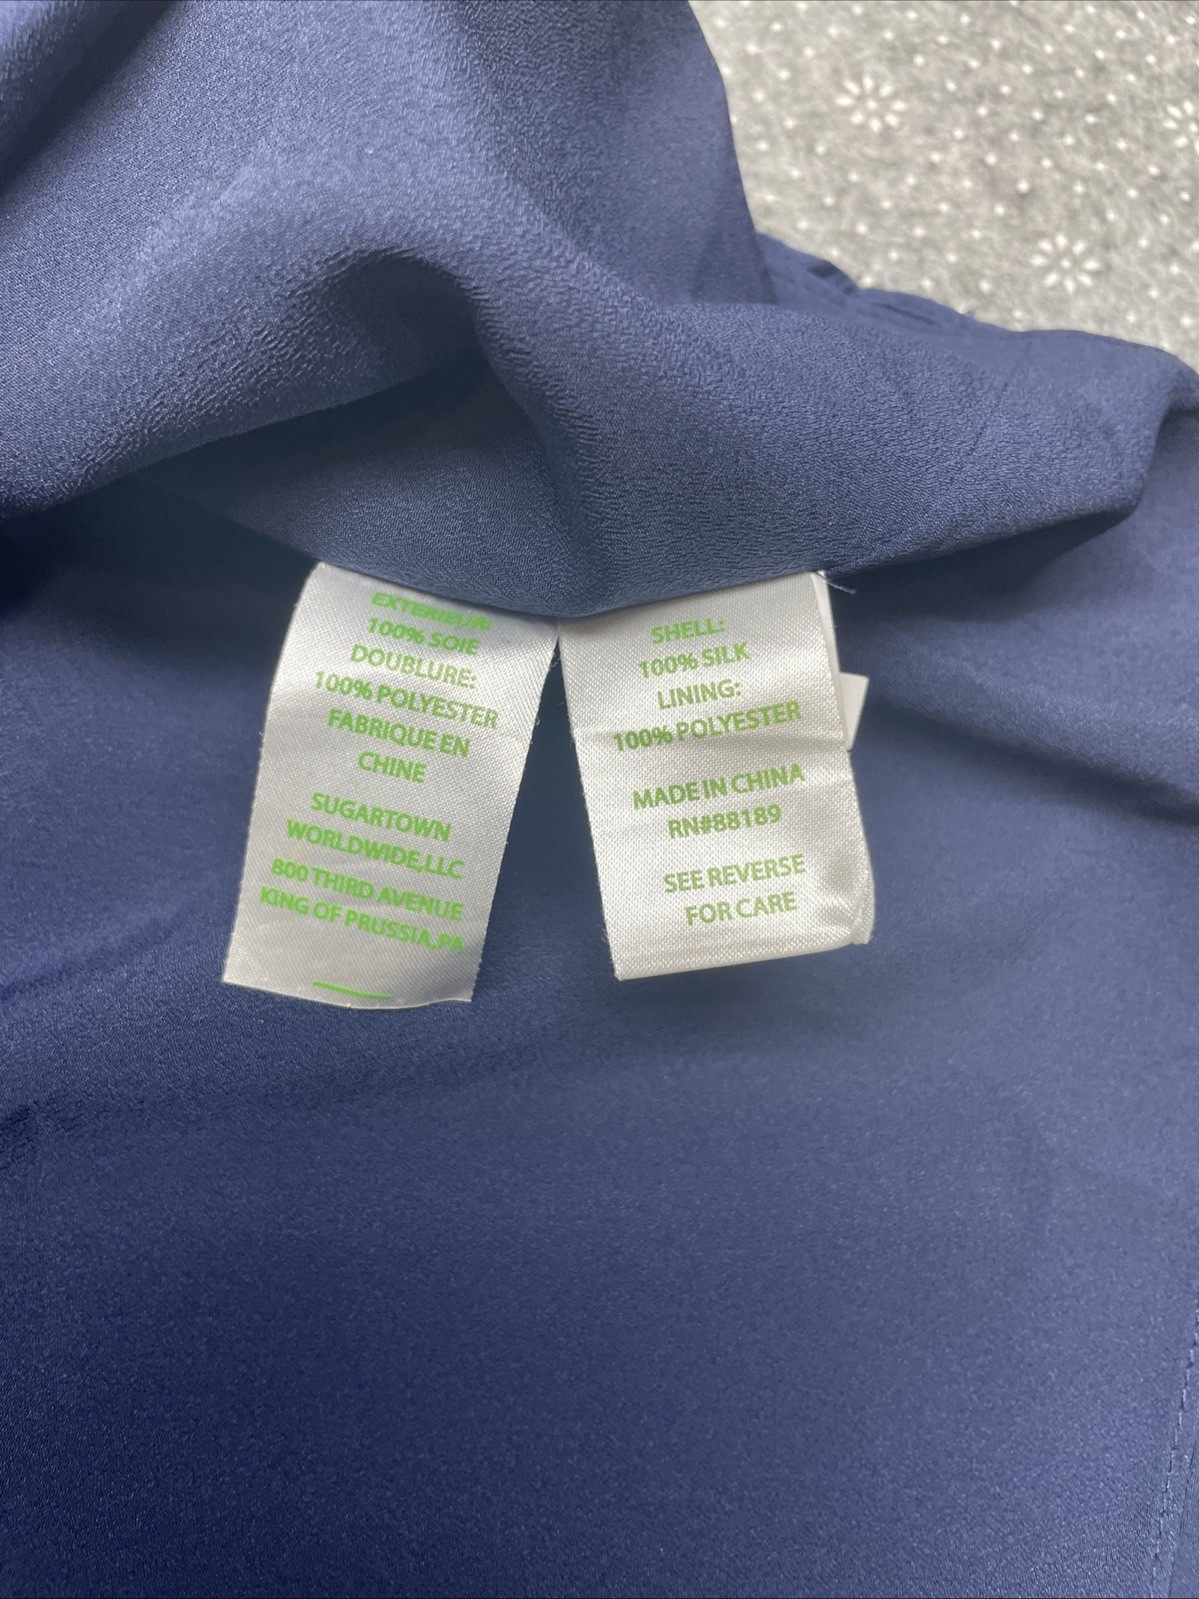 EXTERIEUR:
100% SOIE
DOUBLURE:
100% POLYESTER
FABRIQUE EN
CHINE
SUGARTOWN
WORLDWIDE,LLC
800 THIRD AVENUE
KING OF PRUSSIA,PA
SHELL:
100% SILK
LINING:
100% POLYESTER
MADE IN CHINA
RN#88189
SEE REVERSE
FOR CARE